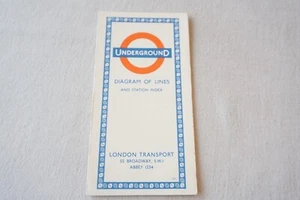 UNDERGROUND
DIAGRAM OF LINES
AND STATION INDEX
LONDON TRANSPORT
55 BROADWAY, S.W.1
ABBEY 1234